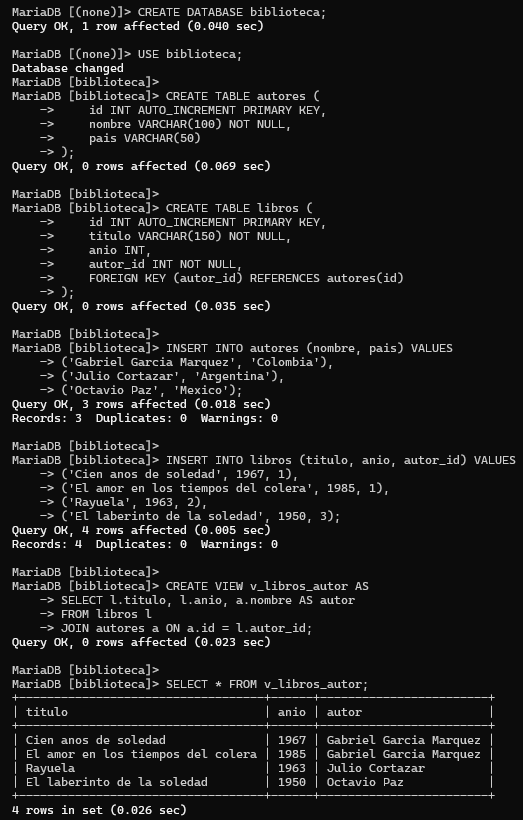 MariaDB [(none)]> CREATE DATABASE biblioteca;
Query OK, 1 row affected (0.040 sec)

MariaDB [(none)]> USE biblioteca;
Database changed
MariaDB [biblioteca]>
MariaDB [biblioteca]> CREATE TABLE autores (
    ->     id INT AUTO_INCREMENT PRIMARY KEY,
    ->     nombre VARCHAR(100) NOT NULL,
    ->     pais VARCHAR(50)
    -> );
Query OK, 0 rows affected (0.069 sec)

MariaDB [biblioteca]>
MariaDB [biblioteca]> CREATE TABLE libros (
    ->     id INT AUTO_INCREMENT PRIMARY KEY,
    ->     titulo VARCHAR(150) NOT NULL,
    ->     anio INT,
    ->     autor_id INT NOT NULL,
    ->     FOREIGN KEY (autor_id) REFERENCES autores(id)
    -> );
Query OK, 0 rows affected (0.035 sec)

MariaDB [biblioteca]>
MariaDB [biblioteca]> INSERT INTO autores (nombre, pais) VALUES
    -> ('Gabriel Garcia Marquez', 'Colombia'),
    -> ('Julio Cortazar', 'Argentina'),
    -> ('Octavio Paz', 'Mexico');
Query OK, 3 rows affected (0.018 sec)
Records: 3  Duplicates: 0  Warnings: 0

MariaDB [biblioteca]>
MariaDB [biblioteca]> INSERT INTO libros (titulo, anio, autor_id) VALUES
    -> ('Cien anos de soledad', 1967, 1),
    -> ('El amor en los tiempos del colera', 1985, 1),
    -> ('Rayuela', 1963, 2),
    -> ('El laberinto de la soledad', 1950, 3);
Query OK, 4 rows affected (0.005 sec)
Records: 4  Duplicates: 0  Warnings: 0

MariaDB [biblioteca]>
MariaDB [biblioteca]> CREATE VIEW v_libros_autor AS
    -> SELECT l.titulo, l.anio, a.nombre AS autor
    -> FROM libros l
    -> JOIN autores a ON a.id = l.autor_id;
Query OK, 0 rows affected (0.023 sec)

MariaDB [biblioteca]>
MariaDB [biblioteca]> SELECT * FROM v_libros_autor;
+-----------------------------------+------+------------------------+
| titulo                            | anio | autor                  |
+-----------------------------------+------+------------------------+
| Cien anos de soledad              | 1967 | Gabriel Garcia Marquez |
| El amor en los tiempos del colera | 1985 | Gabriel Garcia Marquez |
| Rayuela                           | 1963 | Julio Cortazar         |
| El laberinto de la soledad        | 1950 | Octavio Paz            |
+-----------------------------------+------+------------------------+
4 rows in set (0.026 sec)